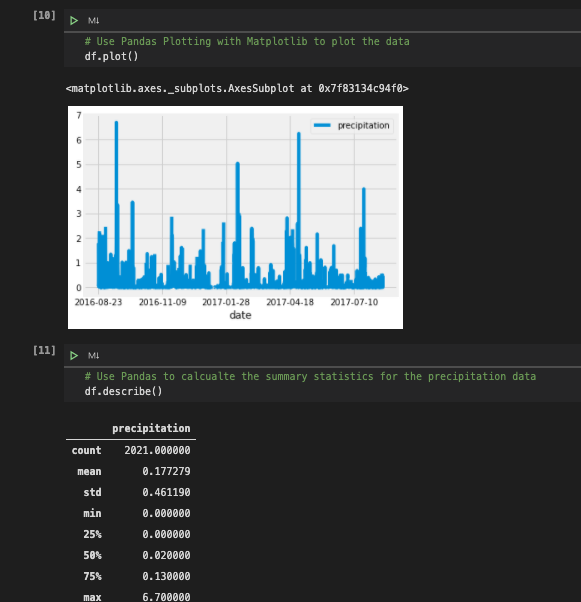 [10]
M↓
# Use Pandas Plotting with Matplotlib to plot the data
df.plot()
<matplotlib.axes._subplots.AxesSubplot at 0x7f83134c94f0>
7
precipitation
6
5
4
3
2
1
0
2016-08-23 2016-11-09 2017-01-28 2017-04-18 2017-07-10
date
[11]
M↓
# Use Pandas to calcualte the summary statistics for the precipitation data
df.describe()
precipitation
count 2021.000000
mean 0.177279
std 0.461190
min 0.000000
25% 0.000000
50% 0.020000
75% 0.130000
max 6.700000